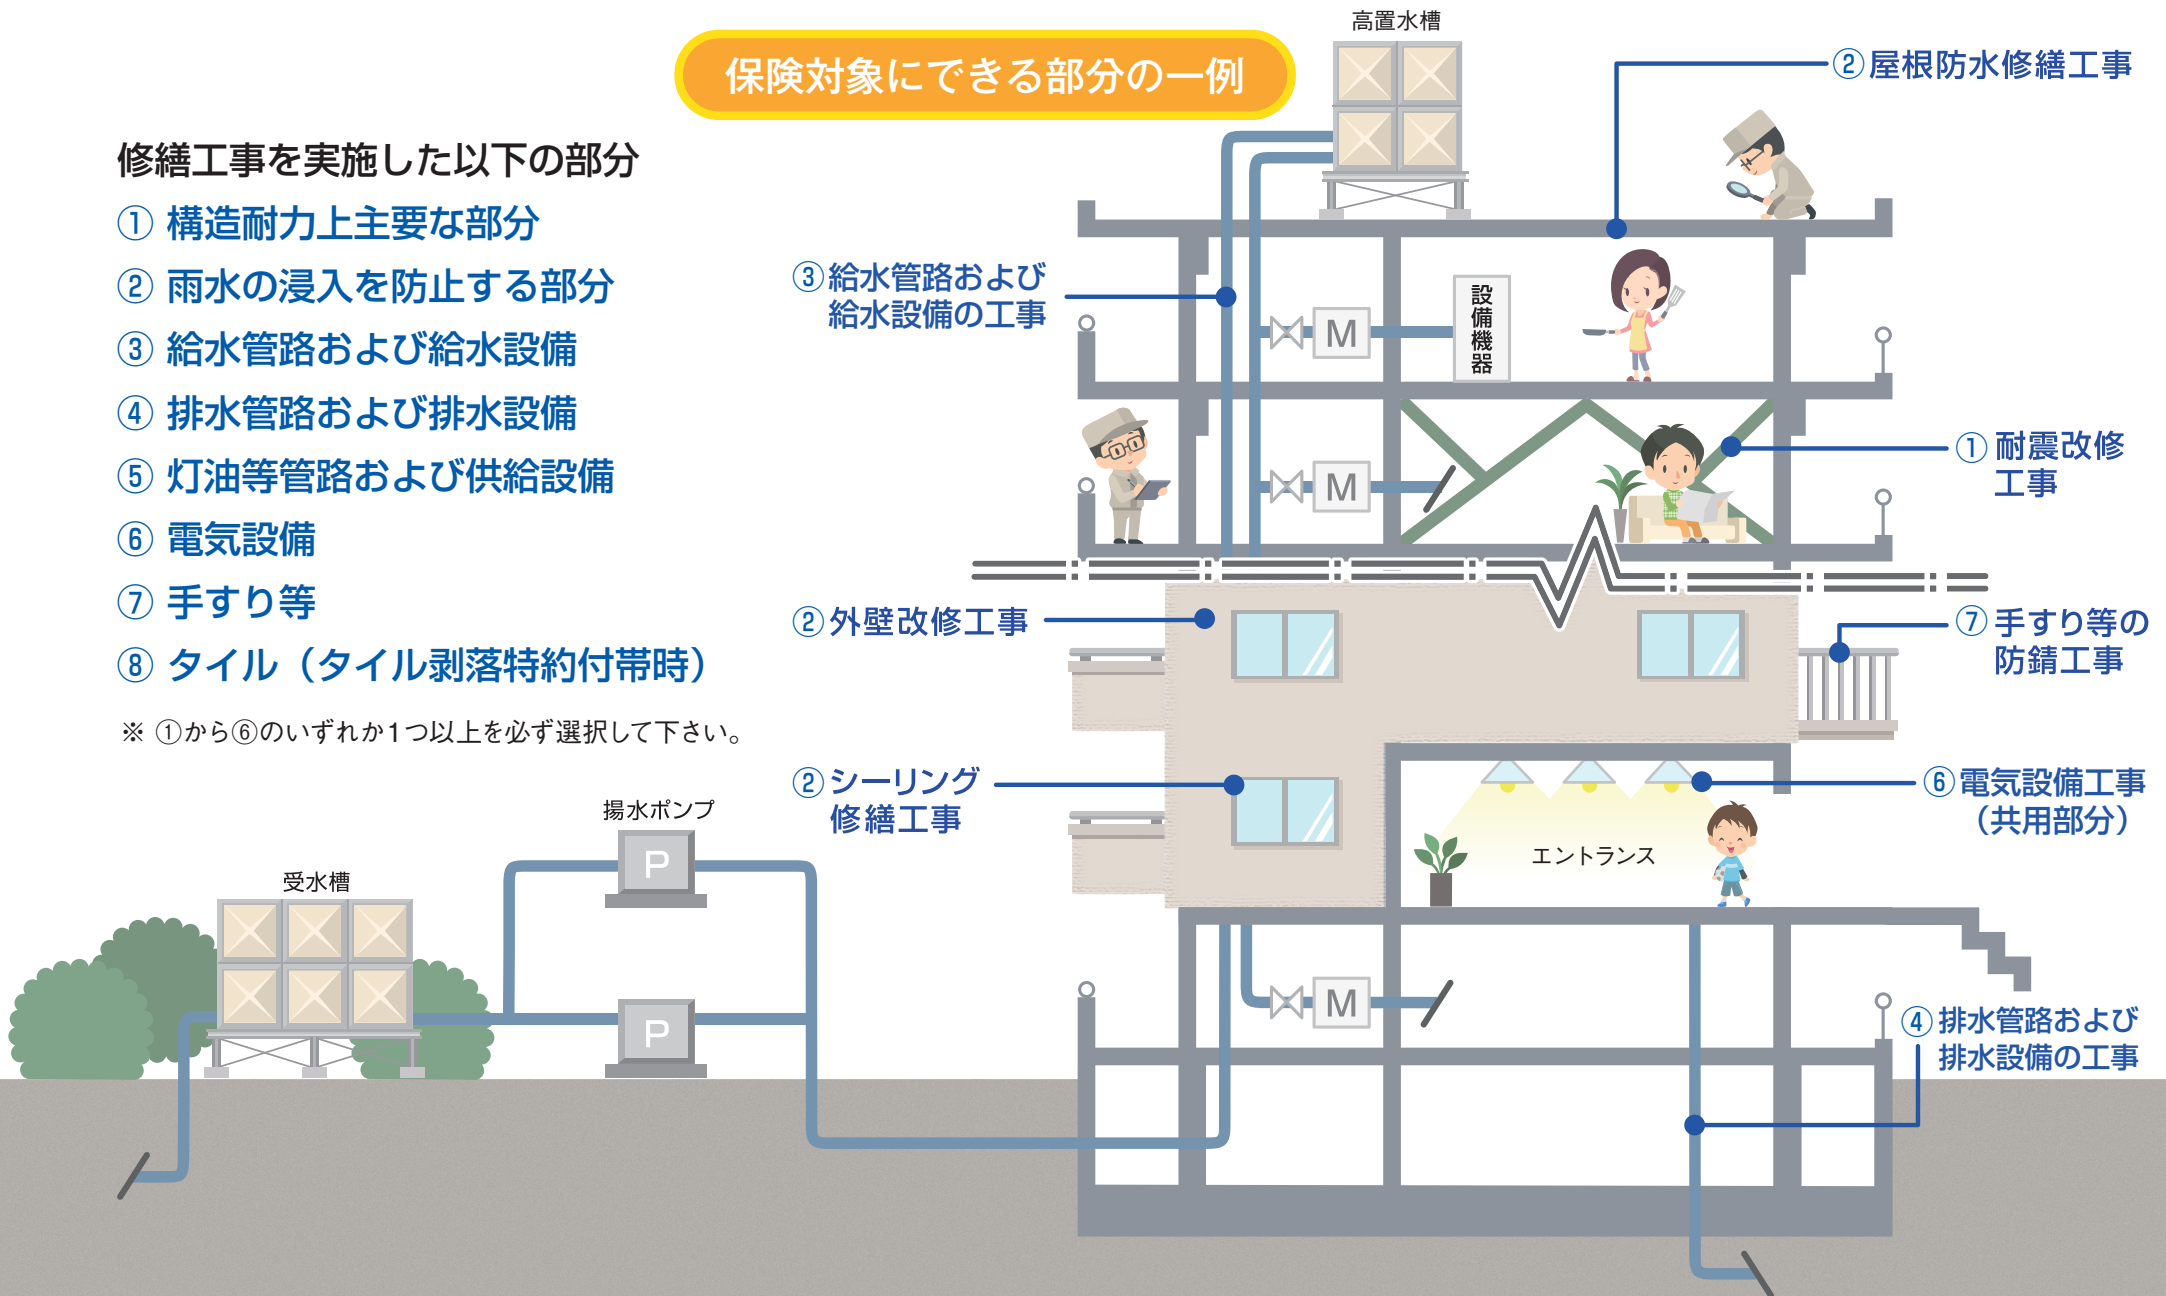 保険対象にできる部分の一例
修繕工事を実施した以下の部分
① 構造耐力上主要な部分
② 雨水の浸入を防止する部分
③ 給水管路および給水設備
④ 排水管路および排水設備
⑤ 灯油等管路および供給設備
⑥ 電気設備
⑦ 手すり等
⑧ タイル（タイル剥落特約付帯時）
※ ①から⑥のいずれか1つ以上を必ず選択して下さい。
高置水槽
②屋根防水修繕工事
③給水管路および
給水設備の工事
M
設備機器
M
①耐震改修
工事
②外壁改修工事
⑦手すり等の
防錆工事
②シーリング
修繕工事
⑥電気設備工事
（共用部分）
エントランス
揚水ポンプ
P
受水槽
P
M
④排水管路および
排水設備の工事